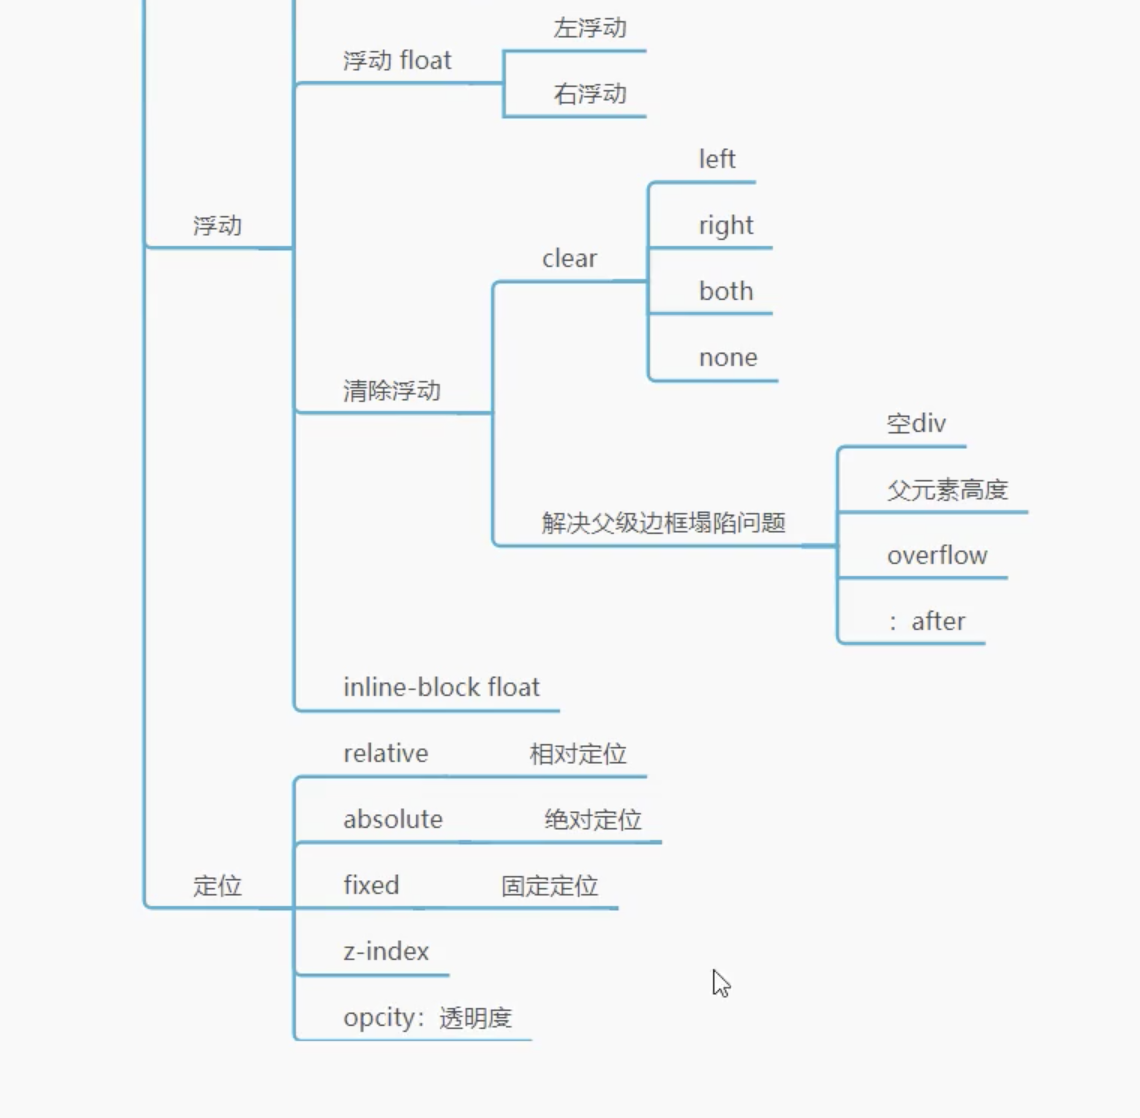 左浮动
浮动 float
右浮动
left
浮动
right
clear
both
none
清除浮动
空div
父元素高度
解决父级边框塌陷问题
overflow
：after
inline-block float
relative 相对定位
absolute 绝对定位
定位
fixed 固定定位
z-index
opcity：透明度